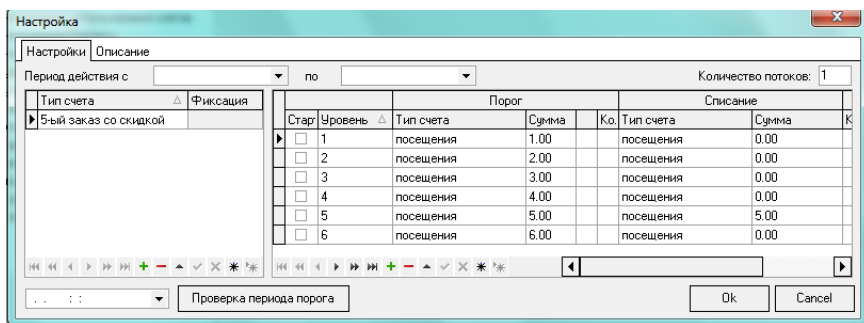 Настройка
Настройки Описание
Период действия с по Количество потоков: 1
Порог Списание
Тип счета Фиксация Стар Уровень Тип счета Сумма Ко. Тип счета Сумма К
5-ый заказ со скидкой 1 посещения 1.00 посещения 0.00
2 посещения 2.00 посещения 0.00
3 посещения 3.00 посещения 0.00
4 посещения 4.00 посещения 0.00
5 посещения 5.00 посещения 5.00
6 посещения 6.00 посещения 0.00
. . : : Проверка периода порога Ok Cancel